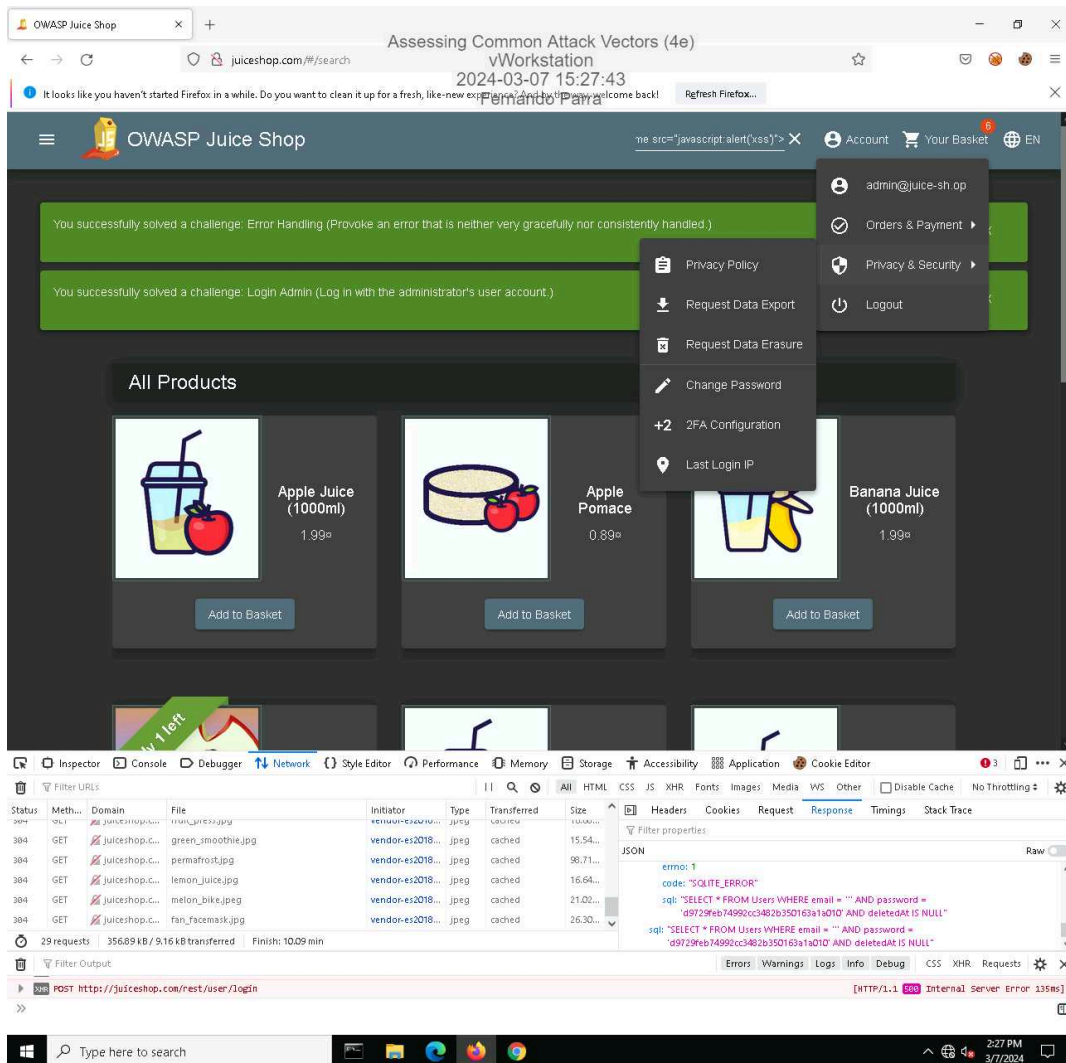 OWASP Juice Shop
Assessing Common Attack Vectors (4e)
vWorkstation
2024-03-07 15:27:43
Fernando Parra
juiceshop.com/#/search
It looks like you haven't started Firefox in a while. Do you want to clean it up for a fresh, like-new experience? And by the way, welcome back!
Refresh Firefox...
OWASP Juice Shop
me src="javascript:alert('xss')">
Account
6
Your Basket
EN
admin@juice-sh.op
Orders & Payment
Privacy & Security
Logout
You successfully solved a challenge: Error Handling (Provoke an error that is neither very gracefully nor consistently handled.)
You successfully solved a challenge: Login Admin (Log in with the administrator's user account.)
Privacy Policy
Request Data Export
Request Data Erasure
Change Password
+2 2FA Configuration
Last Login IP
All Products
Apple Juice
(1000ml)
1.99¤
Add to Basket
Apple
Pomace
0.89¤
Add to Basket
Banana Juice
(1000ml)
1.99¤
Add to Basket
1 left
Inspector Console Debugger Network Style Editor Performance Memory Storage Accessibility Application Cookie Editor 3
Filter URLs
All HTML CSS JS XHR Fonts Images Media WS Other Disable Cache No Throttling
Status Meth... Domain File Initiator Type Transferred Size
304 GET juiceshop.c... fruit_press.jpg vendor-es2018... jpeg cached
304 GET juiceshop.c... green_smoothie.jpg vendor-es2018... jpeg cached 15.54...
304 GET juiceshop.c... permafrost.jpg vendor-es2018... jpeg cached 98.71...
304 GET juiceshop.c... lemon_juice.jpg vendor-es2018... jpeg cached 16.64...
304 GET juiceshop.c... melon_bike.jpeg vendor-es2018... jpeg cached 21.02...
304 GET juiceshop.c... fan_facemask.jpg vendor-es2018... jpeg cached 26.30...
29 requests 356.89 kB / 9.16 kB transferred Finish: 10.09 min
Headers Cookies Request Response Timings Stack Trace
Filter properties
JSON Raw
errno: 1
code: "SQLITE_ERROR"
sql: "SELECT * FROM Users WHERE email = ''' AND password =
'd9729feb74992cc3482b350163a1a010' AND deletedAt IS NULL"
sql: "SELECT * FROM Users WHERE email = ''' AND password =
'd9729feb74992cc3482b350163a1a010' AND deletedAt IS NULL"
Filter Output
Errors Warnings Logs Info Debug CSS XHR Requests
XHR POST http://juiceshop.com/rest/user/login [HTTP/1.1 500 Internal Server Error 135ms]
Type here to search
2:27 PM
3/7/2024